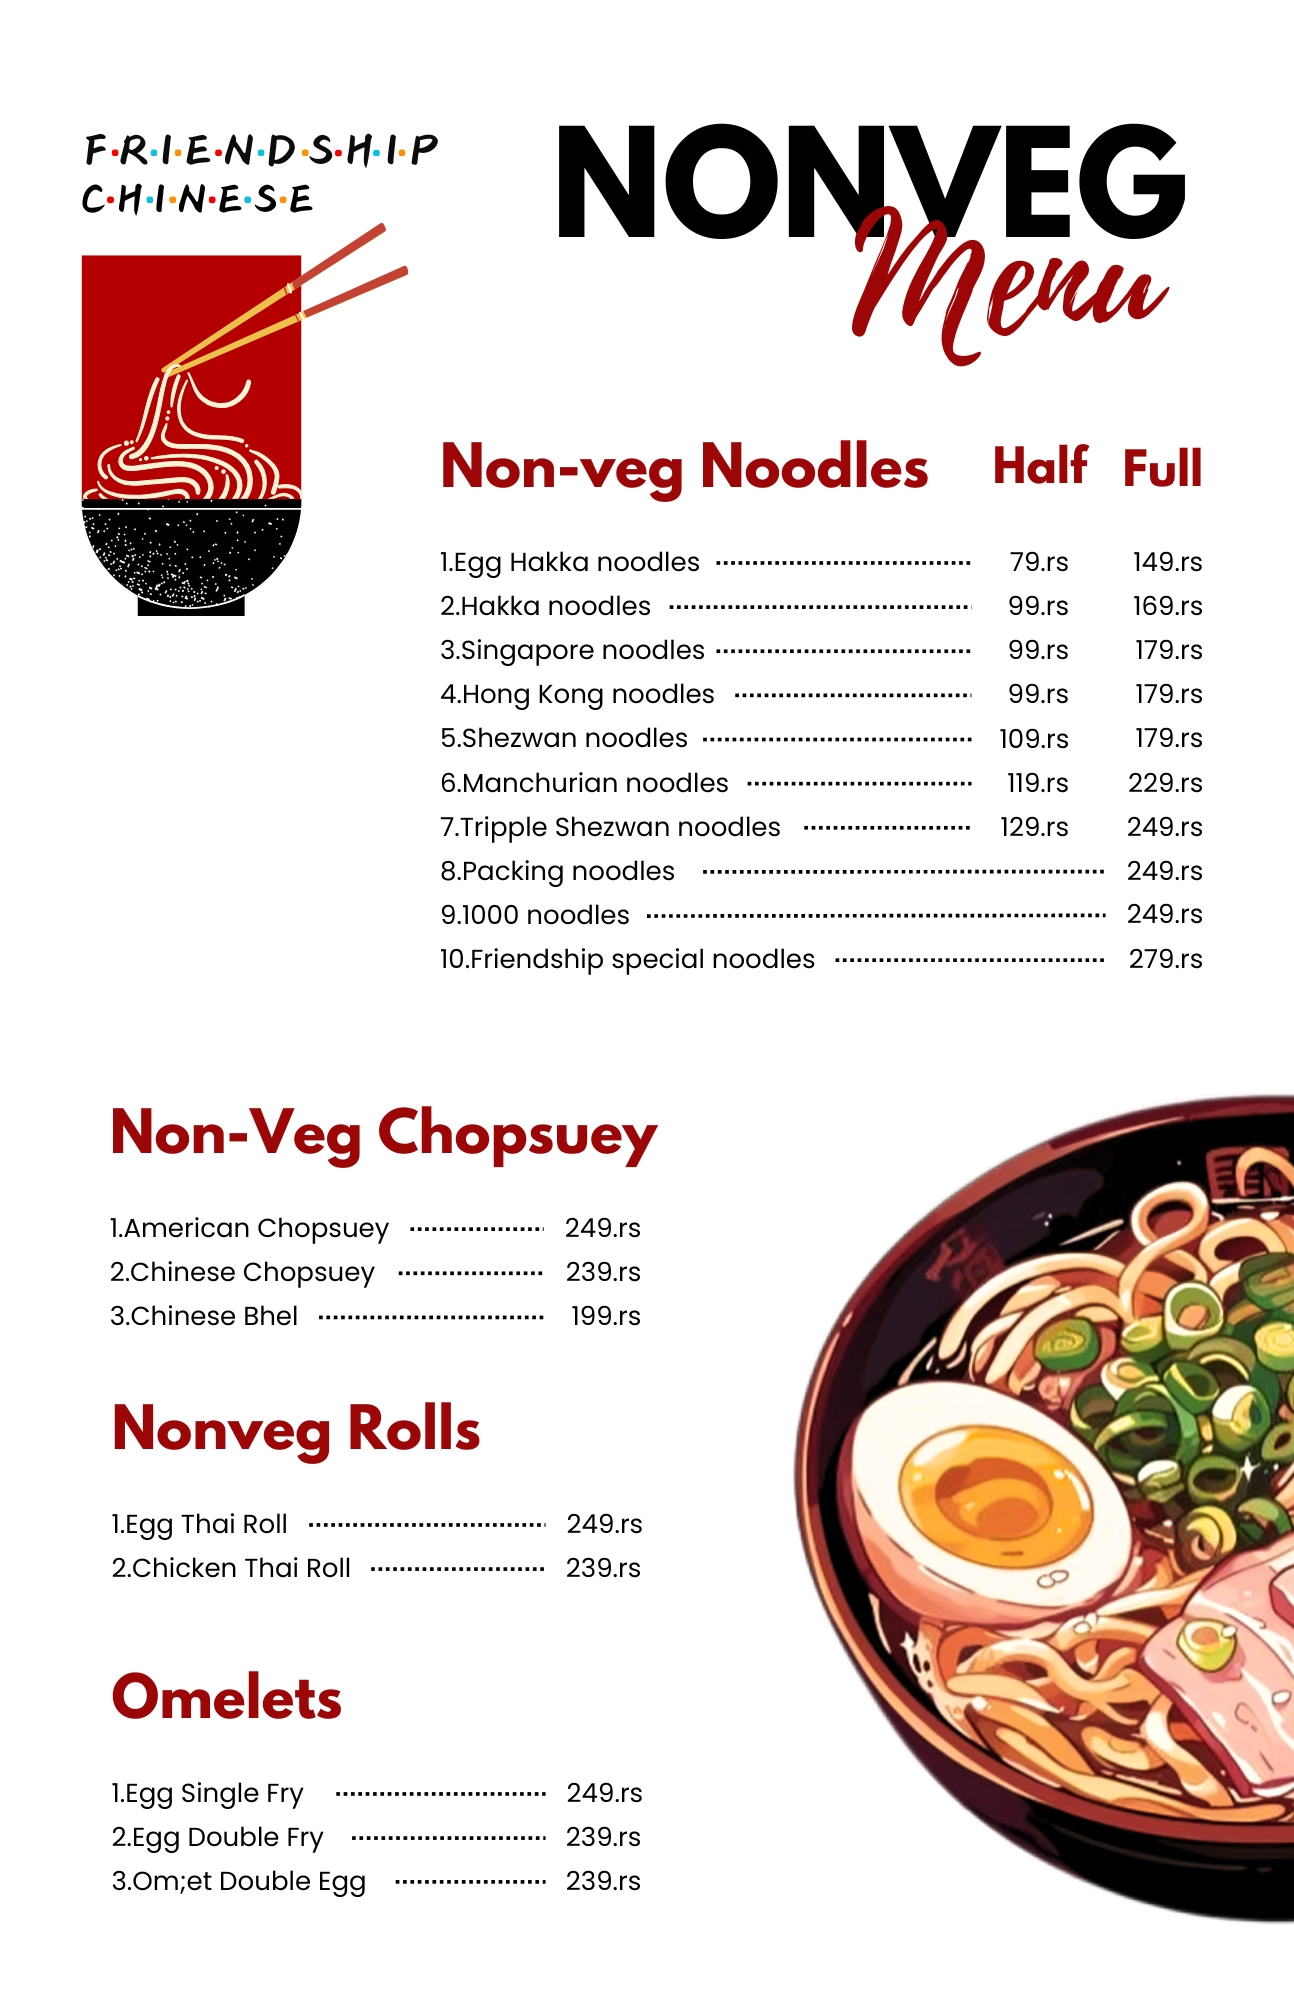 F·R·I·E·N·D·S·H·I·P
C·H·I·N·E·S·E
NONVEG
Menu
Non-veg Noodles Half Full
1.Egg Hakka noodles 79.rs 149.rs
2.Hakka noodles 99.rs 169.rs
3.Singapore noodles 99.rs 179.rs
4.Hong Kong noodles 99.rs 179.rs
5.Shezwan noodles 109.rs 179.rs
6.Manchurian noodles 119.rs 229.rs
7.Tripple Shezwan noodles 129.rs 249.rs
8.Packing noodles 249.rs
9.1000 noodles 249.rs
10.Friendship special noodles 279.rs
Non-Veg Chopsuey
1.American Chopsuey 249.rs
2.Chinese Chopsuey 239.rs
3.Chinese Bhel 199.rs
Nonveg Rolls
1.Egg Thai Roll 249.rs
2.Chicken Thai Roll 239.rs
Omelets
1.Egg Single Fry 249.rs
2.Egg Double Fry 239.rs
3.Om;et Double Egg 239.rs